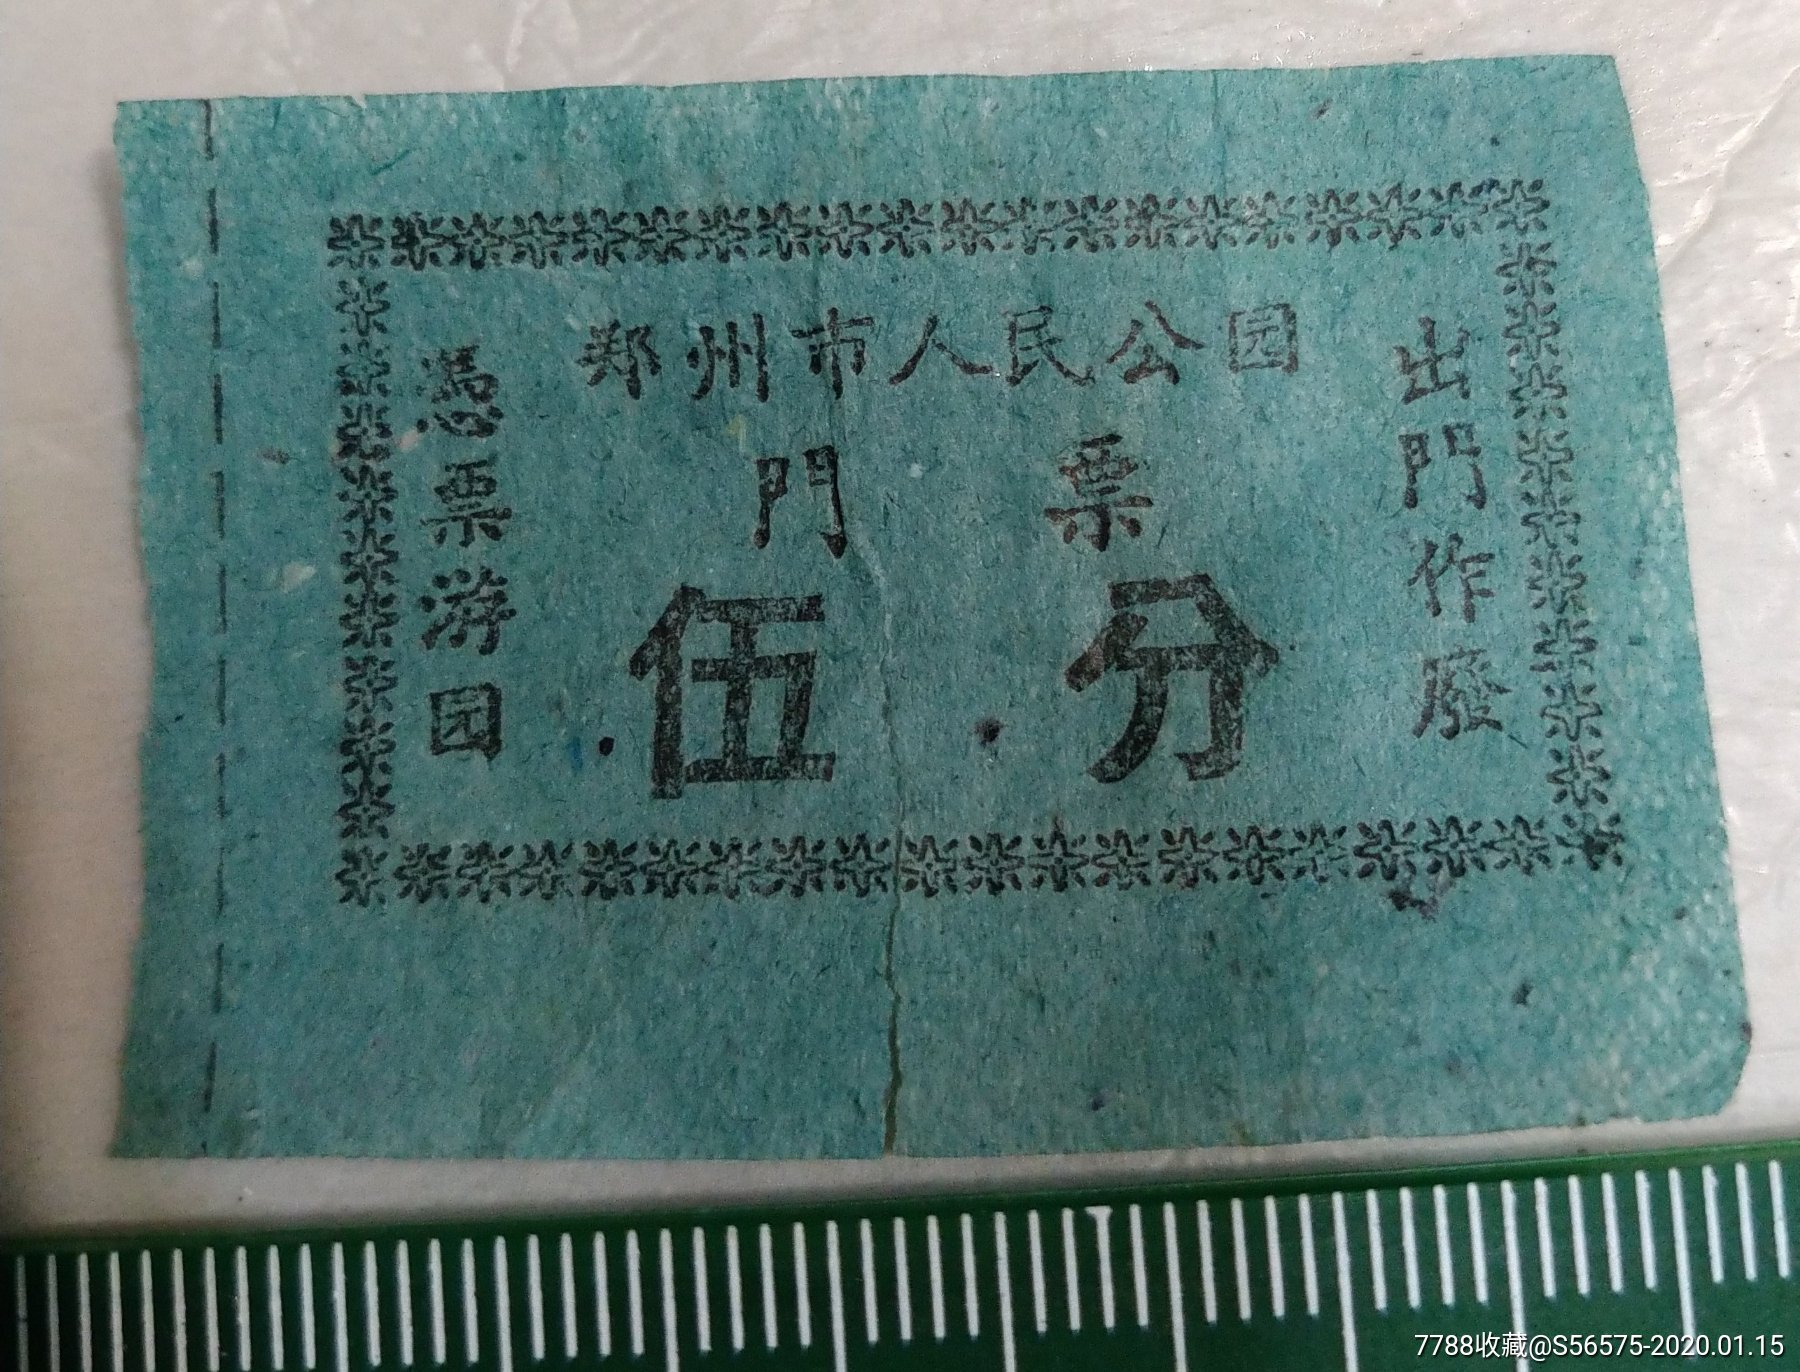 郑州市人民公园
門 票
伍 分
憑票游园
出門作廢
7788收藏@S56575-2020.01.15